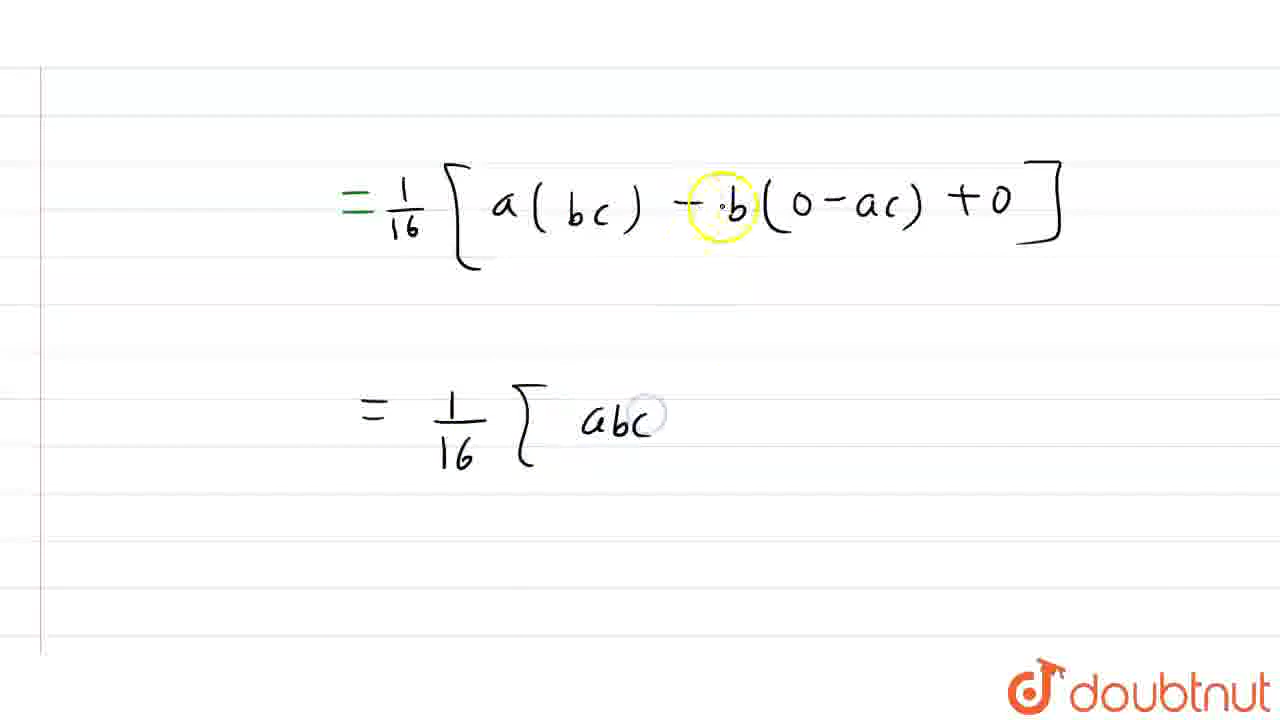 = 1/16 [ a(bc) - b(0-ac) +0 ]
= 1/16 [ abc
doubtnut